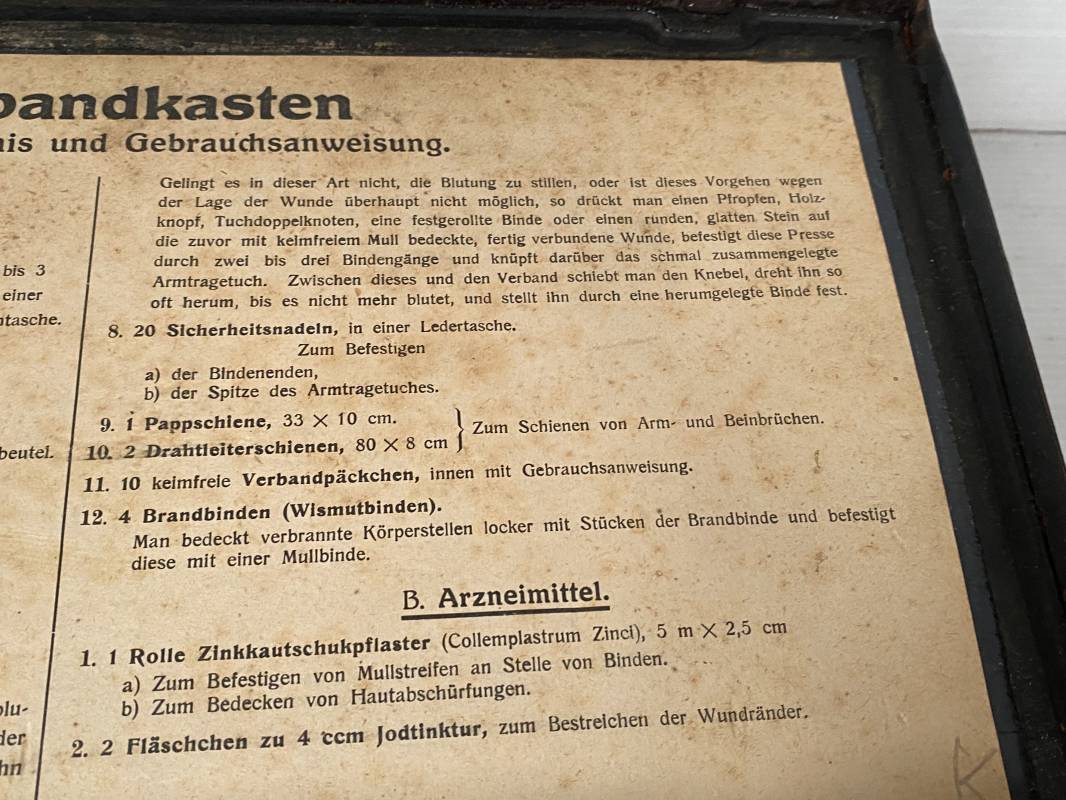 bandkasten
nis und Gebrauchsanweisung.
bis 3
einer
ntasche.
beutel.
olu-
der
hn
Gelingt es in dieser Art nicht, die Blutung zu stillen, oder ist dieses Vorgehen wegen
der Lage der Wunde überhaupt nicht möglich, so drückt man einen Pfropfen, Holz-
knopf, Tuchdoppelknoten, eine festgerollte Binde oder einen runden, glatten Stein auf
die zuvor mit keimfreiem Mull bedeckte, fertig verbundene Wunde, befestigt diese Presse
durch zwei bis drei Bindengänge und knüpft darüber das schmal zusammengelegte
Armtragetuch. Zwischen dieses und den Verband schiebt man den Knebel, dreht ihn so
oft herum, bis es nicht mehr blutet, und stellt ihn durch eine herumgelegte Binde fest.
8. 20 Sicherheitsnadeln, in einer Ledertasche.
Zum Befestigen
a) der Bindenenden,
b) der Spitze des Armtragetuches.
9. 1 Pappschiene, 33 × 10 cm.
10. 2 Drahtleiterschienen, 80 × 8 cm } Zum Schienen von Arm- und Beinbrüchen.
11. 10 keimfreie Verbandpäckchen, innen mit Gebrauchsanweisung.
12. 4 Brandbinden (Wismutbinden).
Man bedeckt verbrannte Körperstellen locker mit Stücken der Brandbinde und befestigt
diese mit einer Mullbinde.
B. Arzneimittel.
1. 1 Rolle Zinkkautschukpflaster (Collemplastrum Zinci), 5 m × 2,5 cm
a) Zum Befestigen von Mullstreifen an Stelle von Binden.
b) Zum Bedecken von Hautabschürfungen.
2. 2 Fläschchen zu 4 ccm Jodtinktur, zum Bestreichen der Wundränder.
K